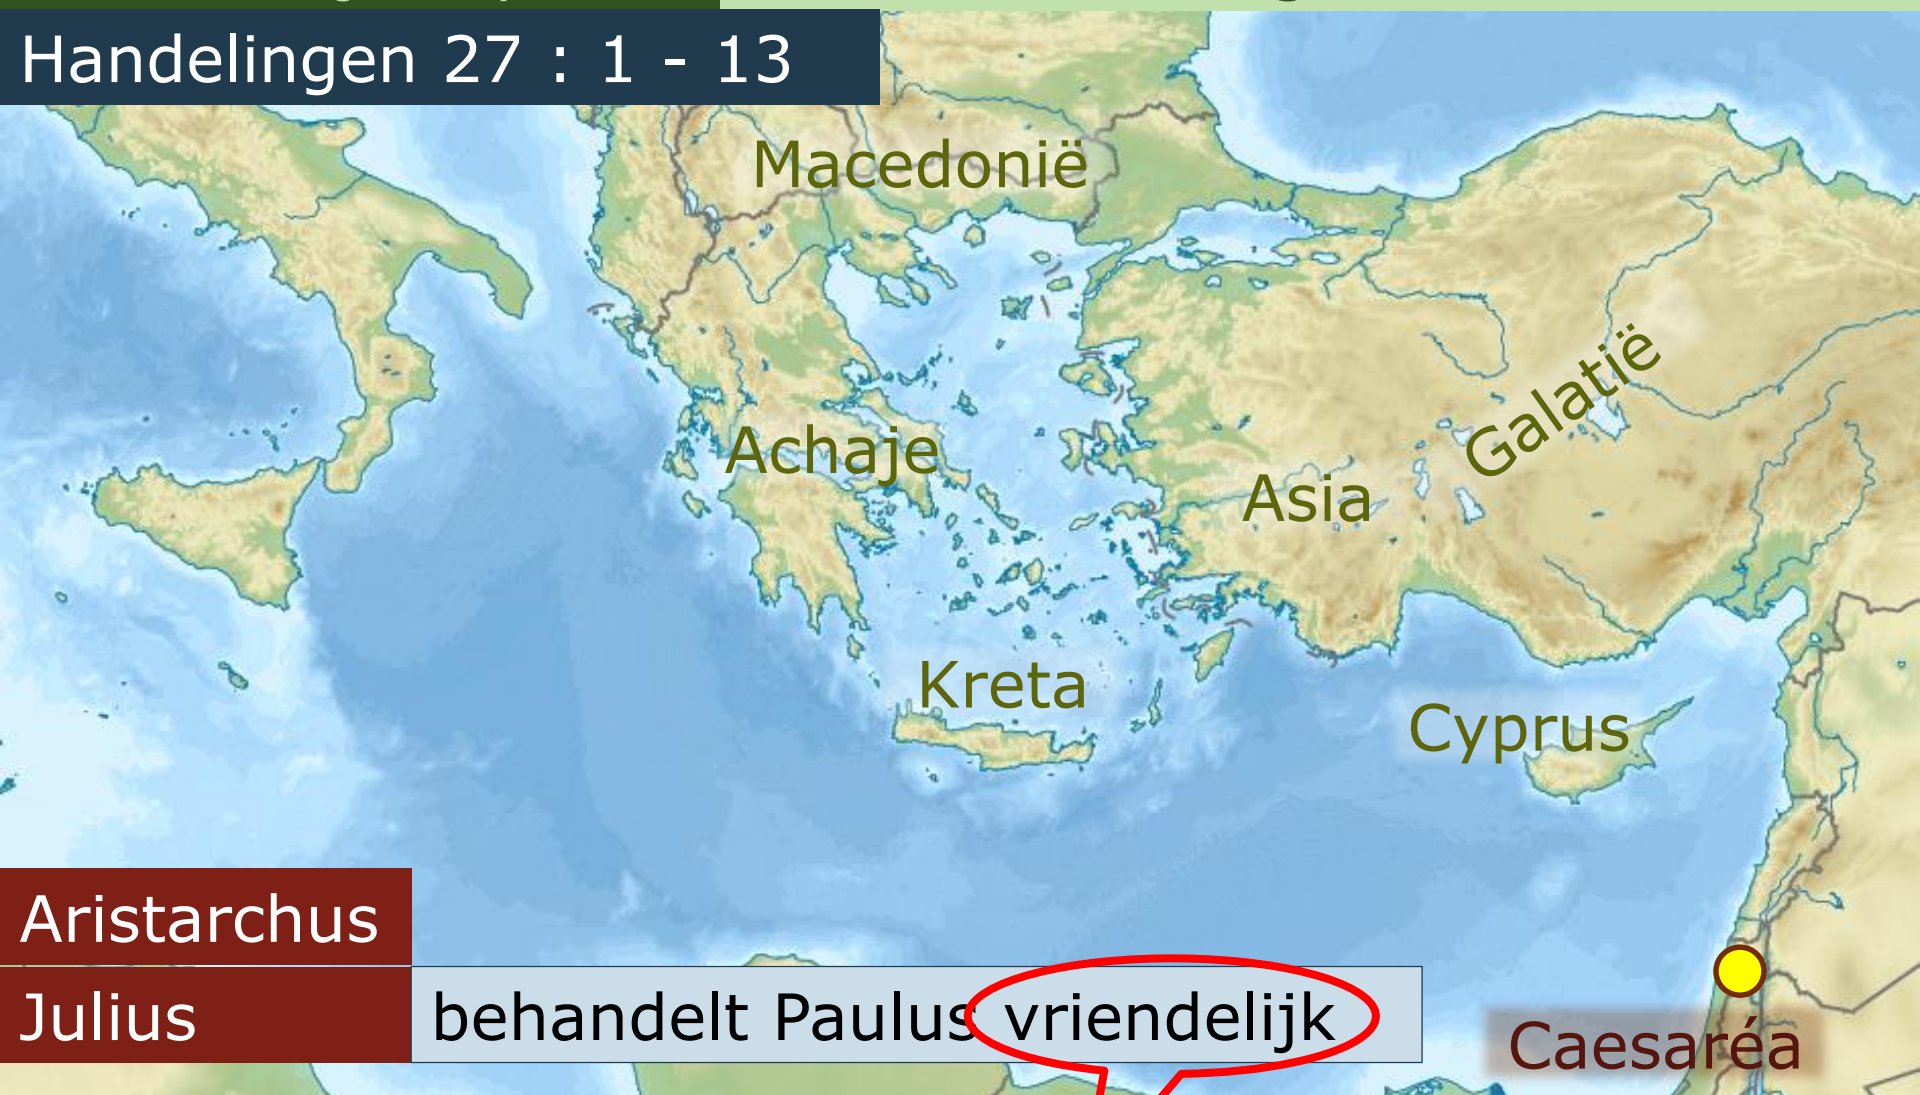 Handelingen 27 : 1 - 13
Macedonië
Galatië
Achaje
Asia
Kreta
Cyprus
Aristarchus
Julius
behandelt Paulus vriendelijk
Caesaréa